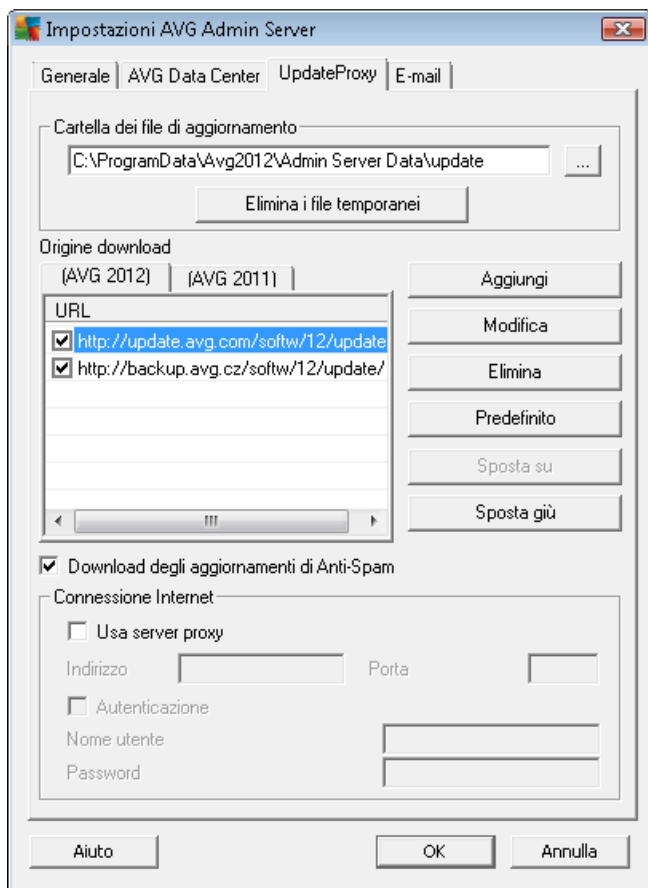 Impostazioni AVG Admin Server
Generale
AVG Data Center
UpdateProxy
E-mail
Cartella dei file di aggiornamento
C:\ProgramData\Avg2012\Admin Server Data\update
...
Elimina i file temporanei
Origine download
(AVG 2012)
(AVG 2011)
URL
http://update.avg.com/softw/12/update
http://backup.avg.cz/softw/12/update/
Aggiungi
Modifica
Elimina
Predefinito
Sposta su
Sposta giù
Download degli aggiornamenti di Anti-Spam
Connessione Internet
Usa server proxy
Indirizzo
Porta
Autenticazione
Nome utente
Password
Aiuto
OK
Annulla